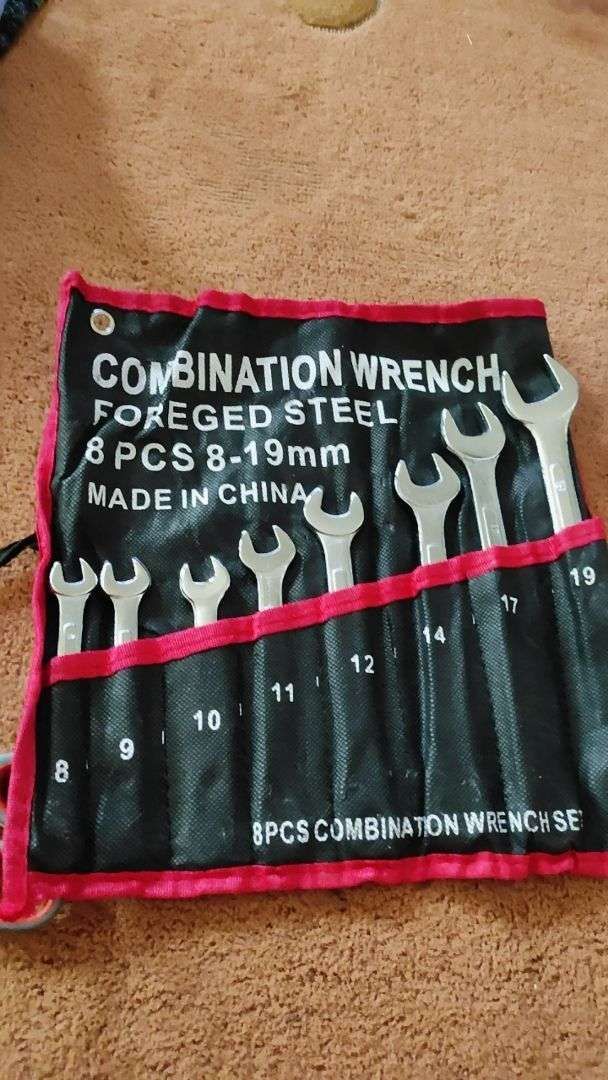 COMBINATION WRENCH
FOREGED STEEL
8 PCS 8-19mm
MADE IN CHINA
8
9
10
11
12
14
17
19
8PCS COMBINATION WRENCH SET